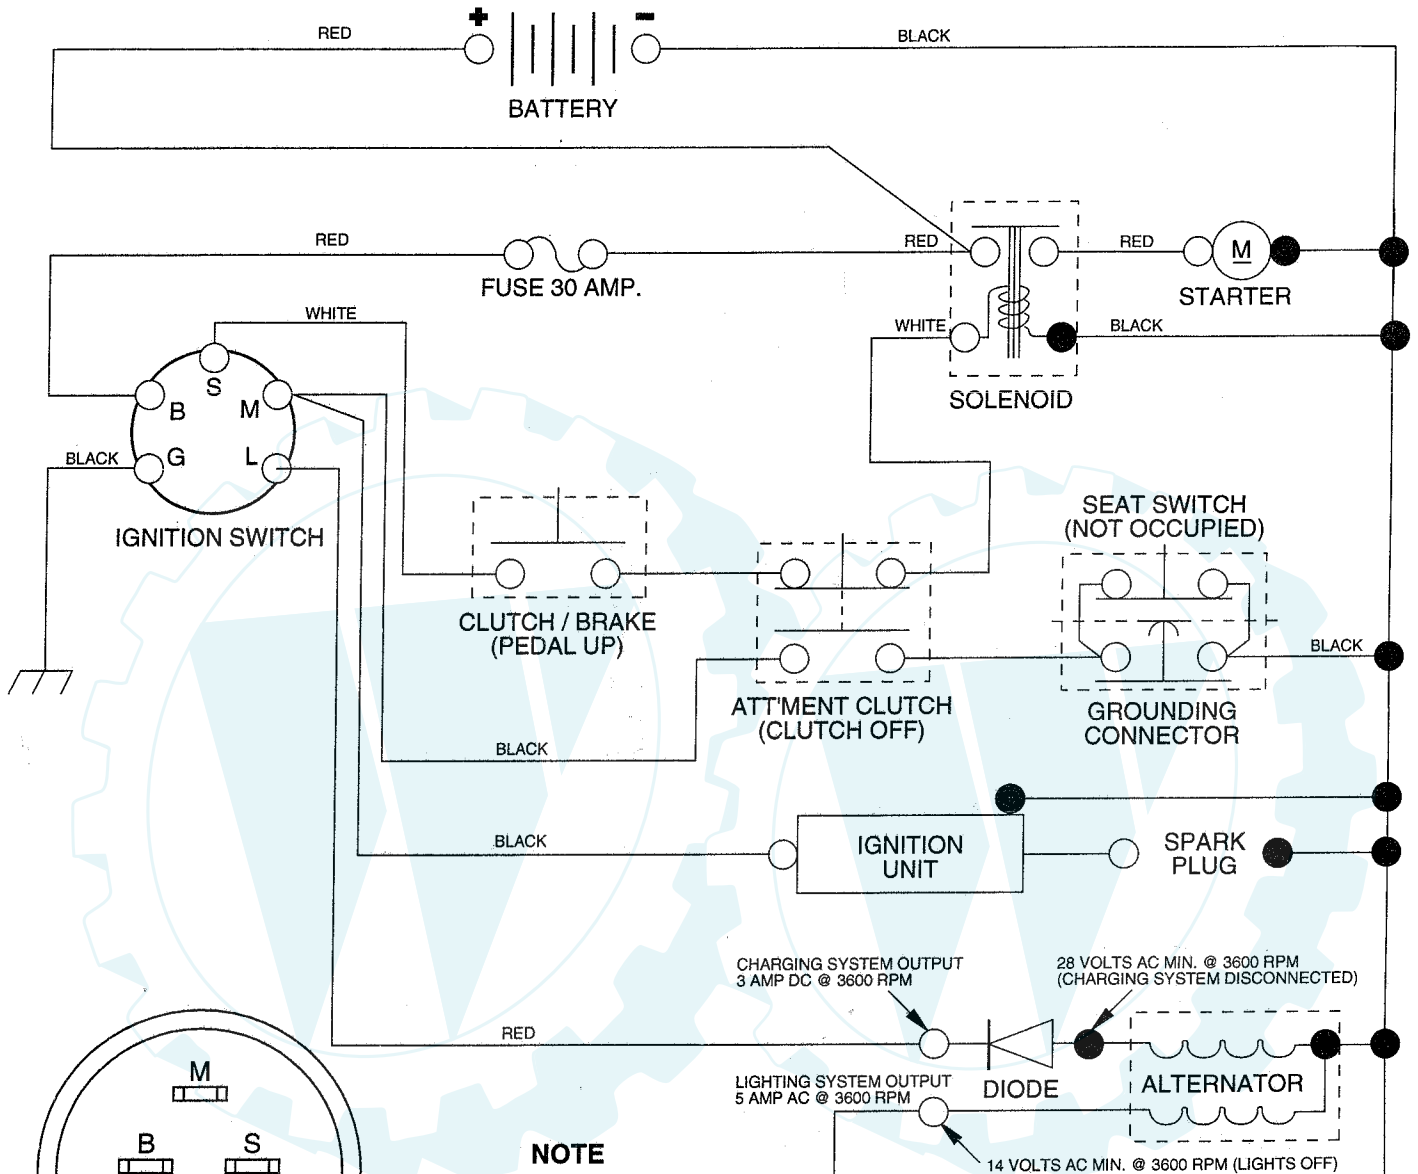 + -
RED
BLACK
BATTERY
RED
RED
RED
M
FUSE 30 AMP.
STARTER
WHITE
WHITE
BLACK
SOLENOID
S
B
M
BLACK
G
L
IGNITION SWITCH
SEAT SWITCH
(NOT OCCUPIED)
CLUTCH / BRAKE
(PEDAL UP)
BLACK
ATT'MENT CLUTCH
(CLUTCH OFF)
GROUNDING
CONNECTOR
BLACK
BLACK
IGNITION
UNIT
SPARK
PLUG
CHARGING SYSTEM OUTPUT
3 AMP DC @ 3600 RPM
28 VOLTS AC MIN. @ 3600 RPM
(CHARGING SYSTEM DISCONNECTED)
RED
DIODE
ALTERNATOR
LIGHTING SYSTEM OUTPUT
5 AMP AC @ 3600 RPM
M
B
S
NOTE
14 VOLTS AC MIN. @ 3600 RPM (LIGHTS OFF)